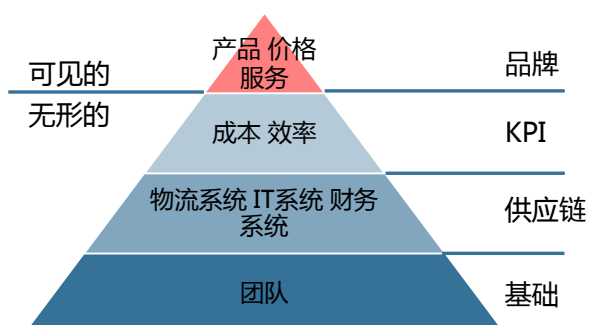 产品 价格
服务
可见的
品牌
无形的
成本 效率
KPI
物流系统 IT系统 财务
系统
供应链
团队
基础